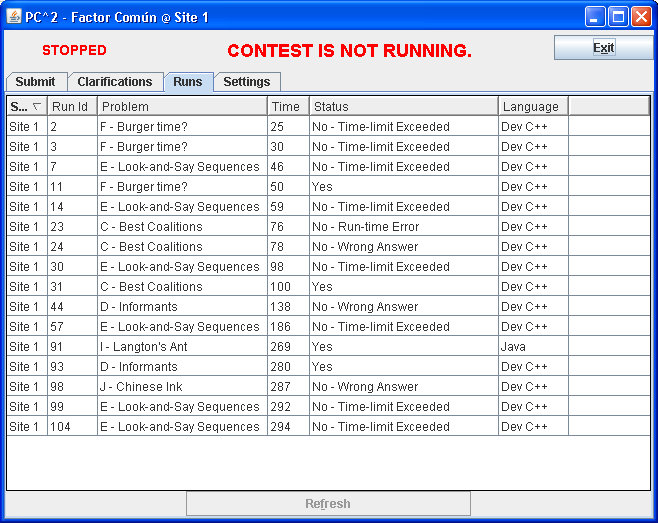 PC^2 - Factor Común @ Site 1
STOPPED CONTEST IS NOT RUNNING. Exit
Submit Clarifications Runs Settings
S... Run Id Problem Time Status Language
Site 1 2 F - Burger time? 25 No - Time-limit Exceeded Dev C++
Site 1 3 F - Burger time? 30 No - Time-limit Exceeded Dev C++
Site 1 7 E - Look-and-Say Sequences 46 No - Time-limit Exceeded Dev C++
Site 1 11 F - Burger time? 50 Yes Dev C++
Site 1 14 E - Look-and-Say Sequences 59 No - Time-limit Exceeded Dev C++
Site 1 23 C - Best Coalitions 76 No - Run-time Error Dev C++
Site 1 24 C - Best Coalitions 78 No - Wrong Answer Dev C++
Site 1 30 E - Look-and-Say Sequences 98 No - Time-limit Exceeded Dev C++
Site 1 31 C - Best Coalitions 100 Yes Dev C++
Site 1 44 D - Informants 138 No - Wrong Answer Dev C++
Site 1 57 E - Look-and-Say Sequences 186 No - Time-limit Exceeded Dev C++
Site 1 91 I - Langton's Ant 269 Yes Java
Site 1 93 D - Informants 280 Yes Dev C++
Site 1 98 J - Chinese Ink 287 No - Wrong Answer Dev C++
Site 1 99 E - Look-and-Say Sequences 292 No - Time-limit Exceeded Dev C++
Site 1 104 E - Look-and-Say Sequences 294 No - Time-limit Exceeded Dev C++
Refresh